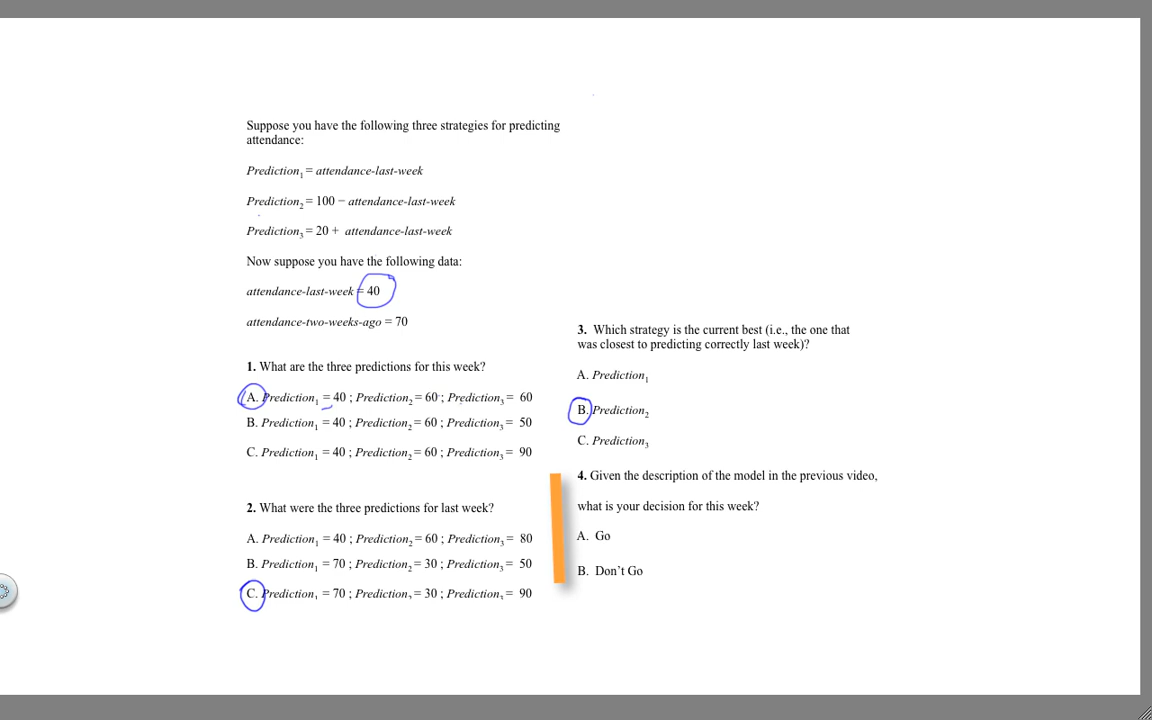 Suppose you have the following three strategies for predicting
attendance:
Prediction₁ = attendance-last-week
Prediction₂ = 100 − attendance-last-week
Prediction₃ = 20 + attendance-last-week
Now suppose you have the following data:
attendance-last-week = 40
attendance-two-weeks-ago = 70
1. What are the three predictions for this week?
A. Prediction₁ = 40 ; Prediction₂ = 60 ; Prediction₃ = 60
B. Prediction₁ = 40 ; Prediction₂ = 60 ; Prediction₃ = 50
C. Prediction₁ = 40 ; Prediction₂ = 60 ; Prediction₃ = 90
2. What were the three predictions for last week?
A. Prediction₁ = 40 ; Prediction₂ = 60 ; Prediction₃ = 80
B. Prediction₁ = 70 ; Prediction₂ = 30 ; Prediction₃ = 50
C. Prediction₁ = 70 ; Prediction₂ = 30 ; Prediction₃ = 90
3. Which strategy is the current best (i.e., the one that
was closest to predicting correctly last week)?
A. Prediction₁
B. Prediction₂
C. Prediction₃
4. Given the description of the model in the previous video,
what is your decision for this week?
A. Go
B. Don’t Go